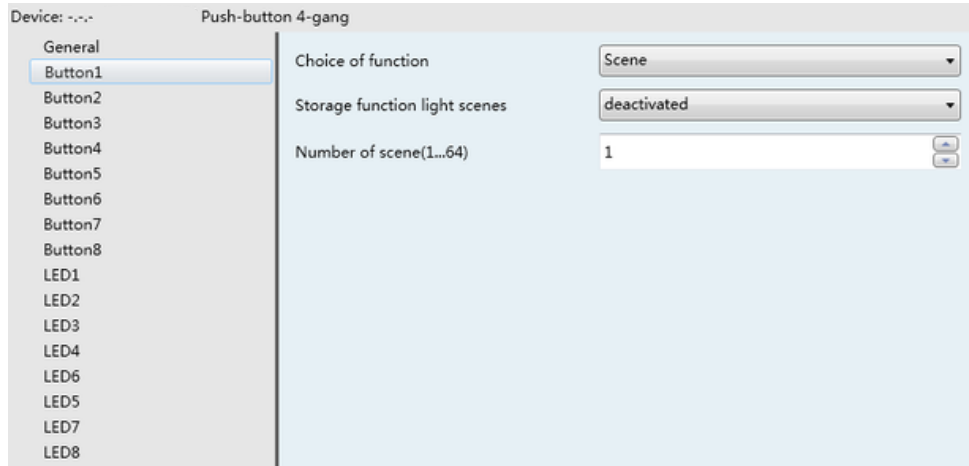 Device: -.-.- Push-button 4-gang
General
Button1
Button2
Button3
Button4
Button5
Button6
Button7
Button8
LED1
LED2
LED3
LED4
LED6
LED5
LED7
LED8
Choice of function Scene
Storage function light scenes deactivated
Number of scene(1...64) 1